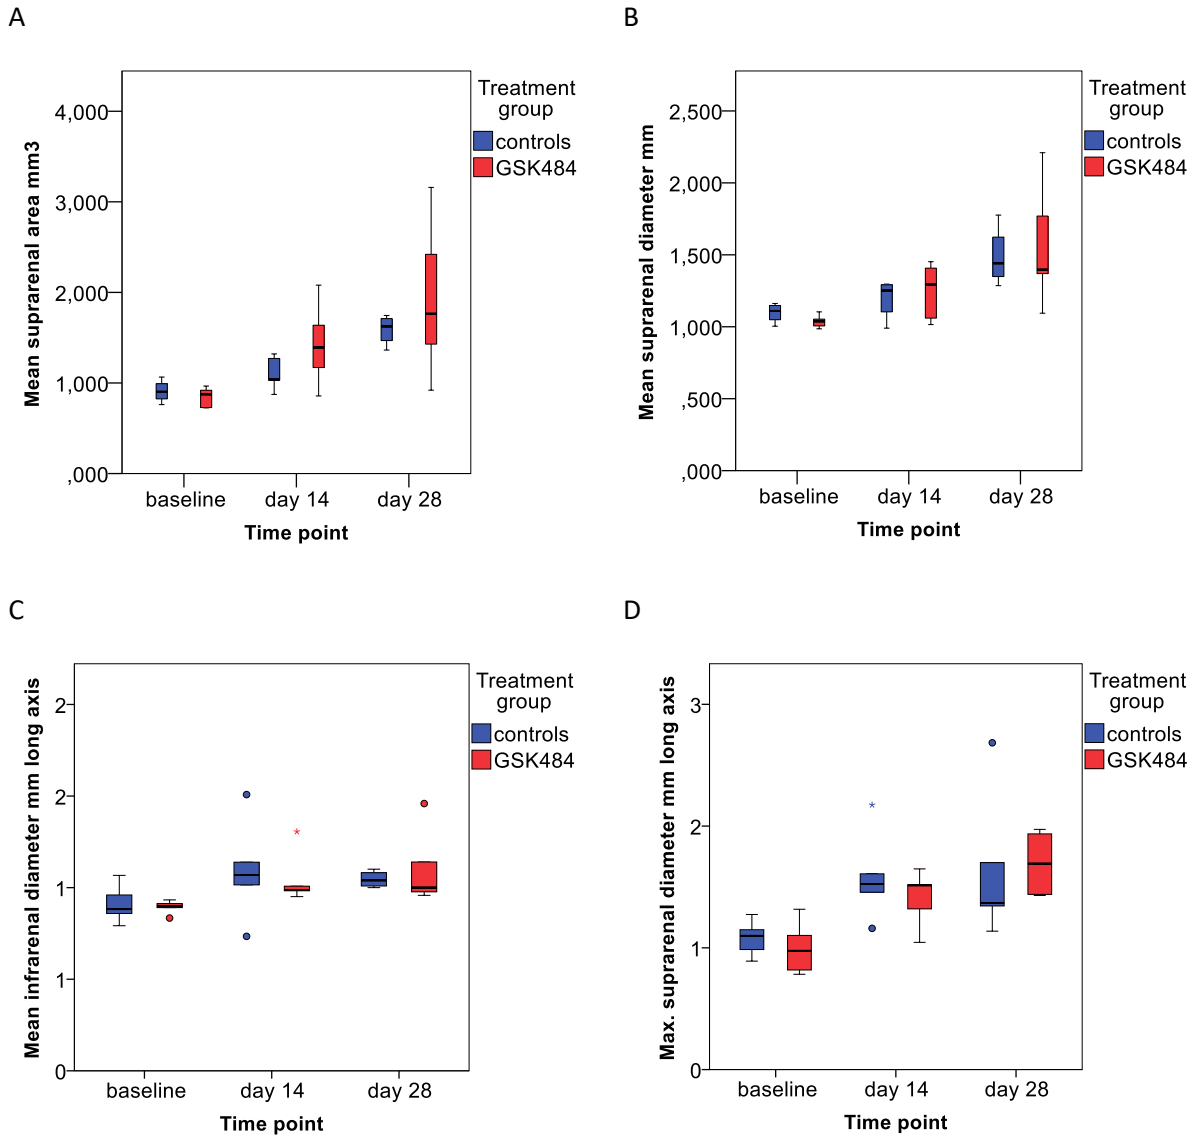 A
Mean suprarenal area mm3
4,000
3,000
2,000
1,000
,000
baseline
day 14
day 28
Time point
Treatment
group
controls
GSK484
B
Mean suprarenal diameter mm
2,500
2,000
1,500
1,000
,500
,000
baseline
day 14
day 28
Time point
Treatment
group
controls
GSK484
C
Mean infrarenal diameter mm long axis
2
2
1
1
0
baseline
day 14
day 28
Time point
Treatment
group
controls
GSK484
D
Max. suprarenal diameter mm long axis
3
2
1
0
baseline
day 14
day 28
Time point
Treatment
group
controls
GSK484